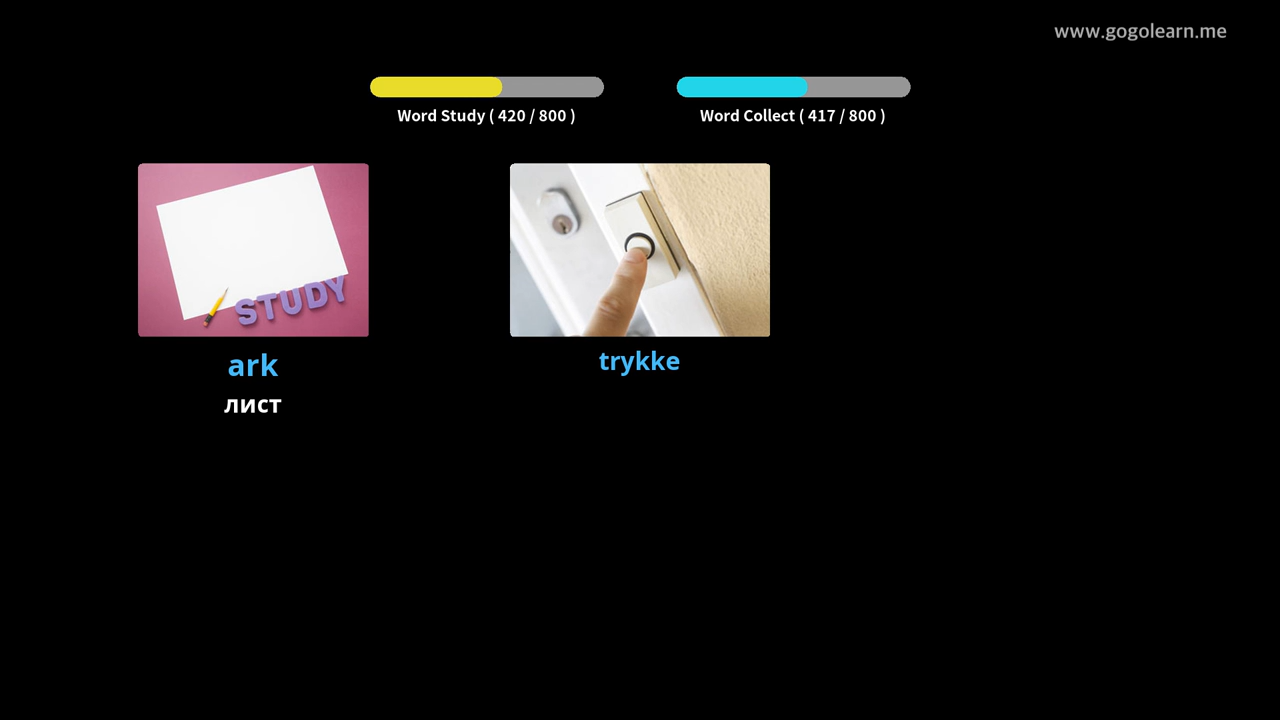 www.gogolearn.me
Word Study ( 420 / 800 )
Word Collect ( 417 / 800 )
STUDY
ark
лист
trykke